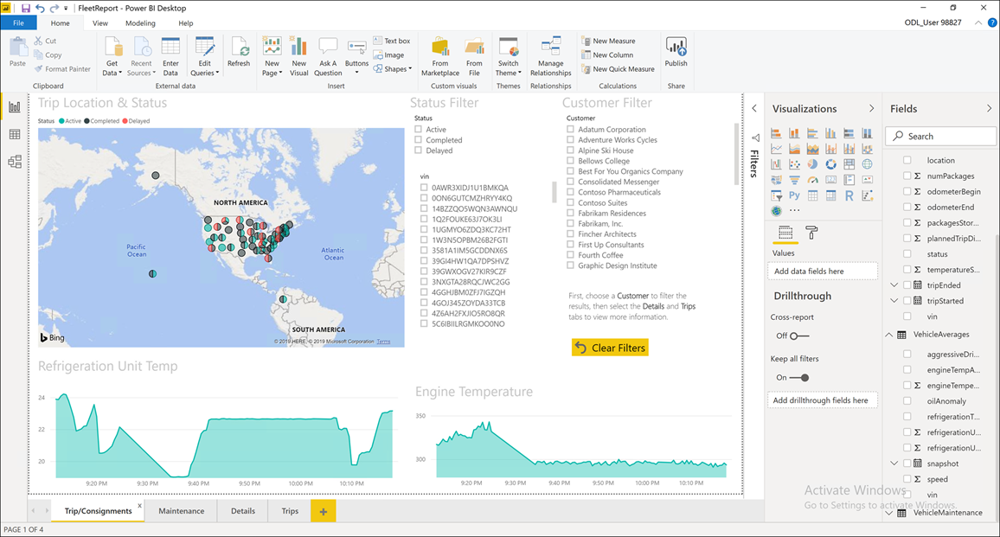 FleetReport - Power BI Desktop
ODL_User 98827
File Home View Modeling Help
Paste
Cut
Copy
Format Painter
Clipboard
Get Data
Recent Sources
Enter Data
Edit Queries
Refresh
External data
New Page
New Visual
Ask A Question
Buttons
Text box
Image
Shapes
Insert
From Marketplace
From File
Custom visuals
Switch Theme
Themes
Manage Relationships
Relationships
New Measure
New Column
New Quick Measure
Calculations
Publish
Share
Trip Location & Status
Status Active Completed Delayed
NORTH AMERICA
Pacific
Ocean
Atlantic
Ocean
SOUTH AMERICA
Bing
© 2019 HERE, © 2019 Microsoft Corporation Terms
Status Filter
Status
Active
Completed
Delayed
vin
0AWR3XIDJ1U1BMKQA
0ON6GUTCMZHRYY4KQ
14BZZQO5WQN3AWNQU
1Q2FOUKE63J7OK3LI
1UGMYO6ZDQ3KC72HT
1W3N5OPBM26B2FGTI
3581A1IM5GCDDNX6S
39GI4HW1QA7DPSHVZ
39GWXOGV27KIR9CZF
3NXGTA28RQCJWC2GG
4GGHJBM0ZFJ7IGZQH
4GOJ345ZOYDA33TCB
4Z6AH2FXJIO5RO8QR
5C6IBIILRGMKOO0NO
Customer Filter
Customer
Adatum Corporation
Adventure Works Cycles
Alpine Ski House
Bellows College
Best For You Organics Company
Consolidated Messenger
Contoso Pharmaceuticals
Contoso Suites
Fabrikam Residences
Fabrikam, Inc.
Fincher Architects
First Up Consultants
Fourth Coffee
Graphic Design Institute
First, choose a Customer to filter the
results, then select the Details and Trips
tabs to view more information.
Clear Filters
Refrigeration Unit Temp
24
22
20
9:20 PM 9:30 PM 9:40 PM 9:50 PM 10:00 PM 10:10 PM
Engine Temperature
350
300
9:20 PM 9:30 PM 9:40 PM 9:50 PM 10:00 PM 10:10 PM
Filters
Visualizations
R
Py
...
Values
Add data fields here
Drillthrough
Cross-report
Off
Keep all filters
On
Add drillthrough fields here
Fields
Search
location
numPackages
odometerBegin
odometerEnd
packagesStor...
plannedTripDi...
status
temperatureS...
tripEnded
tripStarted
vin
VehicleAverages
aggressiveDri...
engineTempA...
engineTempe...
oilAnomaly
refrigerationT...
refrigerationU...
refrigerationU...
snapshot
speed
vin
VehicleMaintenance
Activate Windows
Go to Settings to activate Windows.
Trip/Consignments x Maintenance Details Trips +
PAGE 1 OF 4